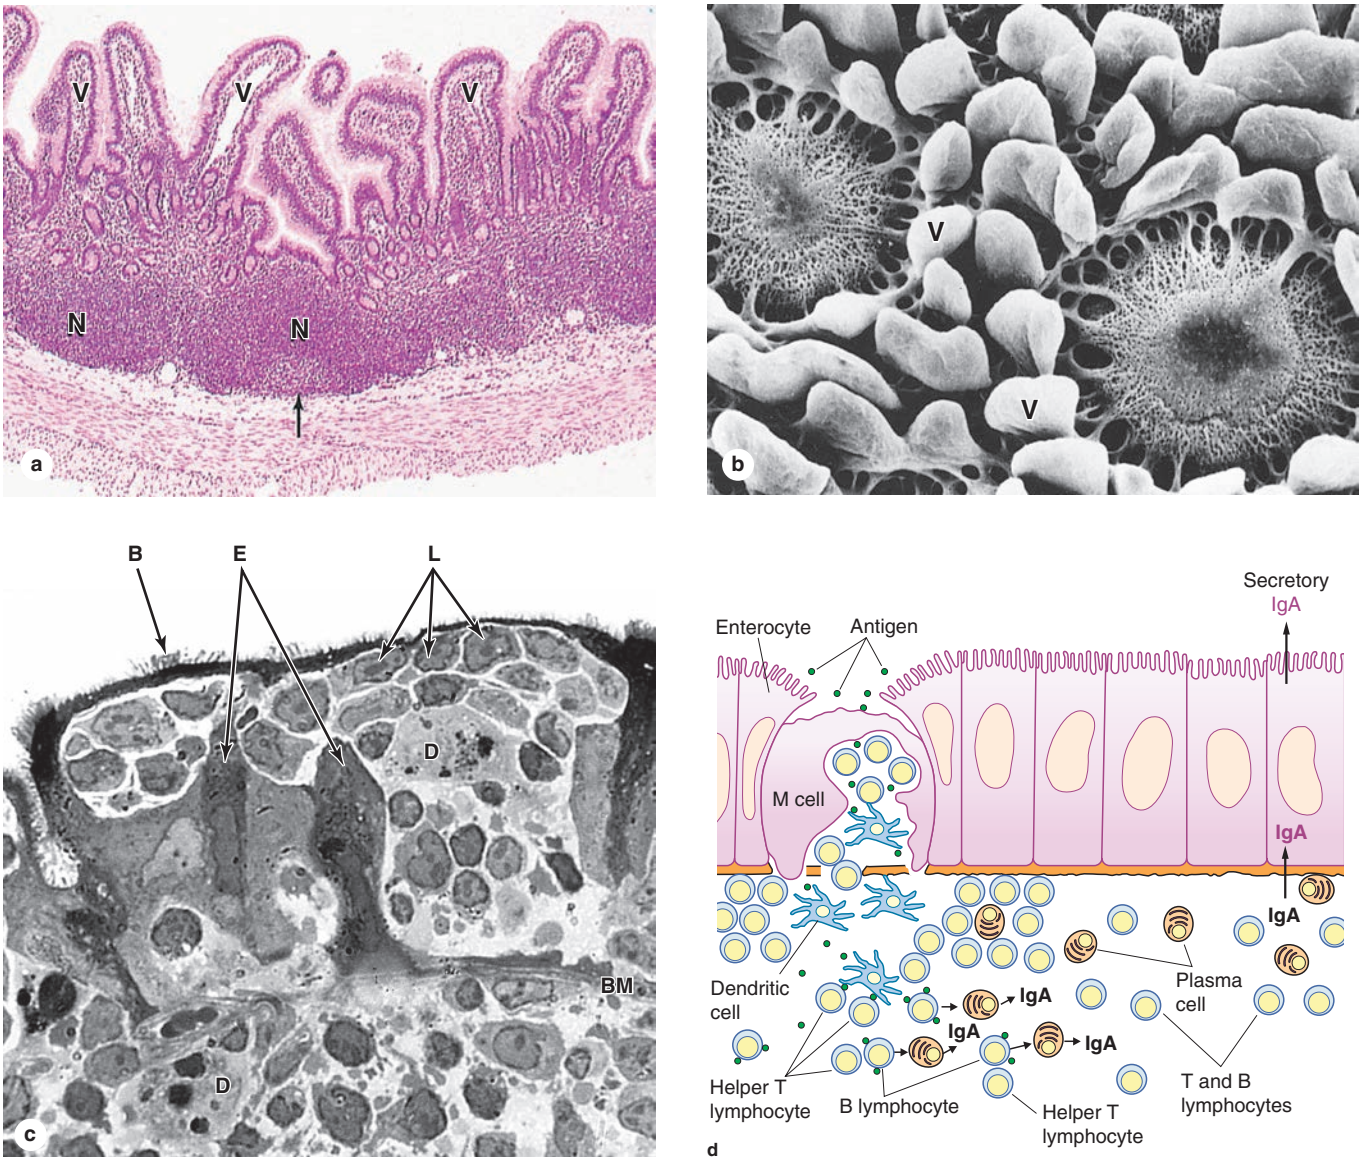 V
V
V
N
N
a
V
V
b
B
E
L
D
BM
D
c
Secretory
IgA
Enterocyte
Antigen
M cell
IgA
IgA
Dendritic
cell
Plasma
cell
IgA
IgA
IgA
Helper T
lymphocyte
B lymphocyte
Helper T
lymphocyte
T and B
lymphocytes
d